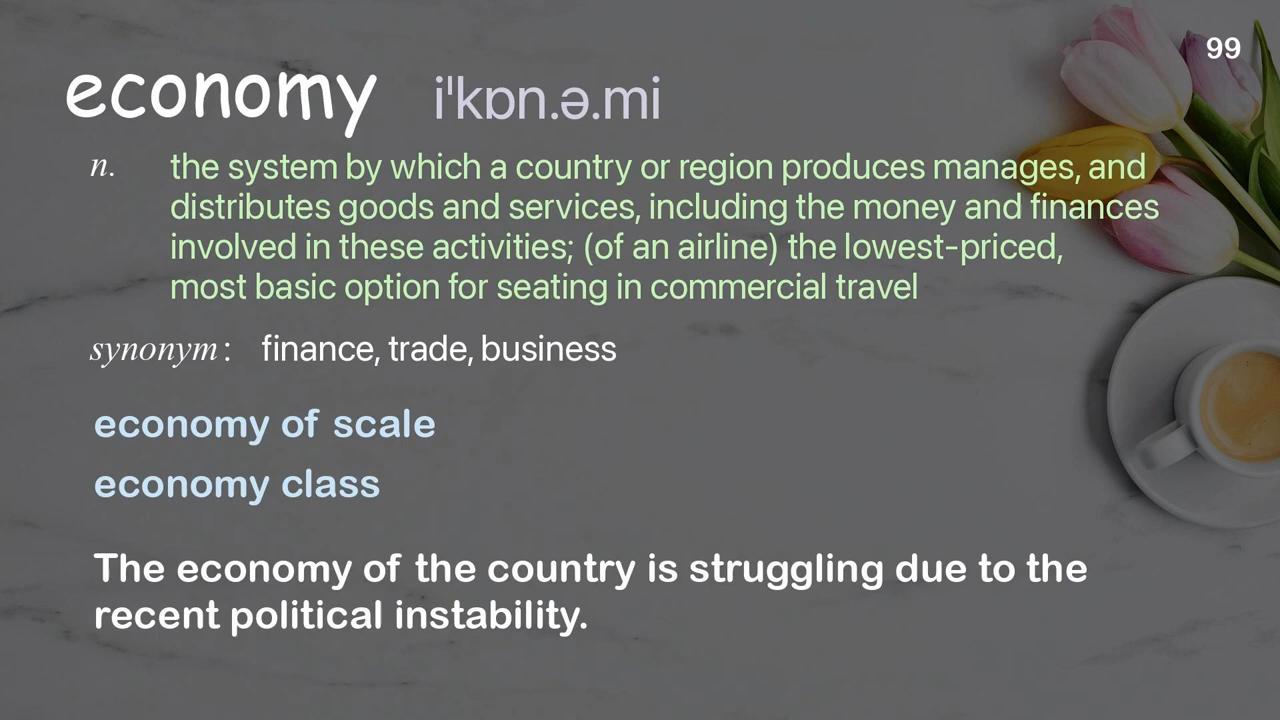 99
economy iˈkɒn.ə.mi
n. the system by which a country or region produces manages, and
distributes goods and services, including the money and finances
involved in these activities; (of an airline) the lowest-priced,
most basic option for seating in commercial travel
synonym: finance, trade, business
economy of scale
economy class
The economy of the country is struggling due to the
recent political instability.